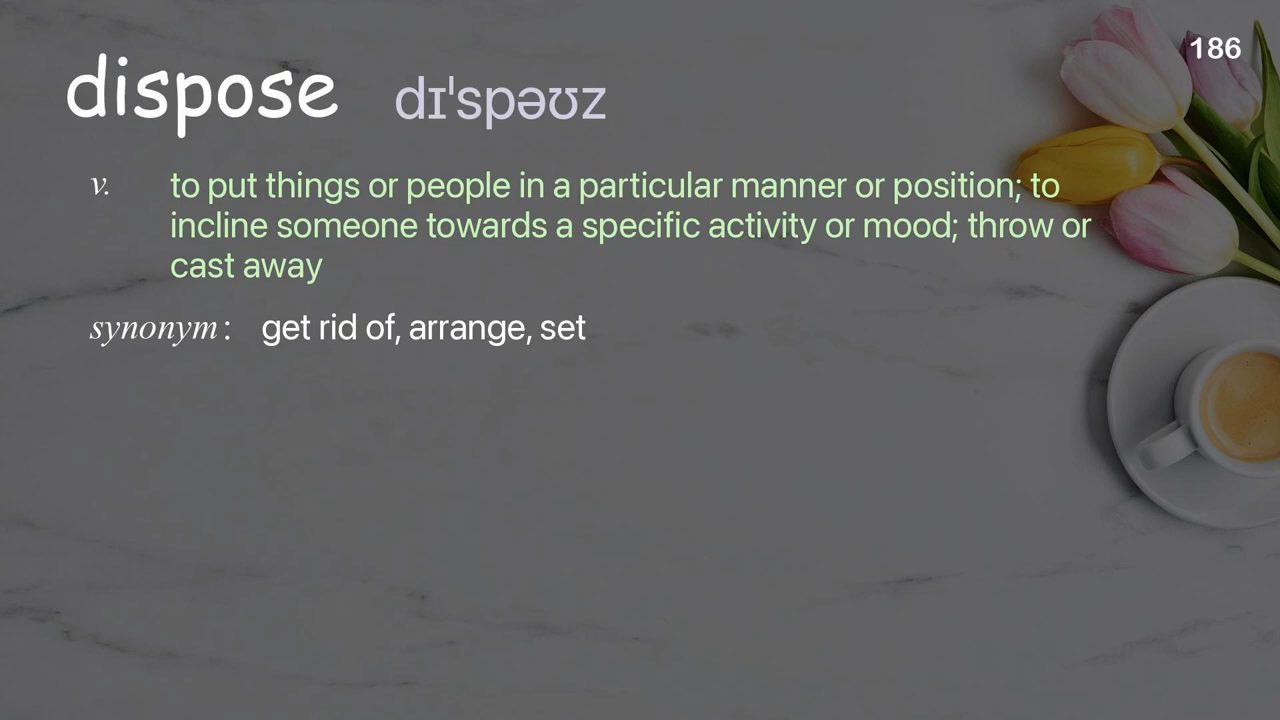 186
dispose dɪˈspəʊz
v. to put things or people in a particular manner or position; to
incline someone towards a specific activity or mood; throw or
cast away
synonym: get rid of, arrange, set